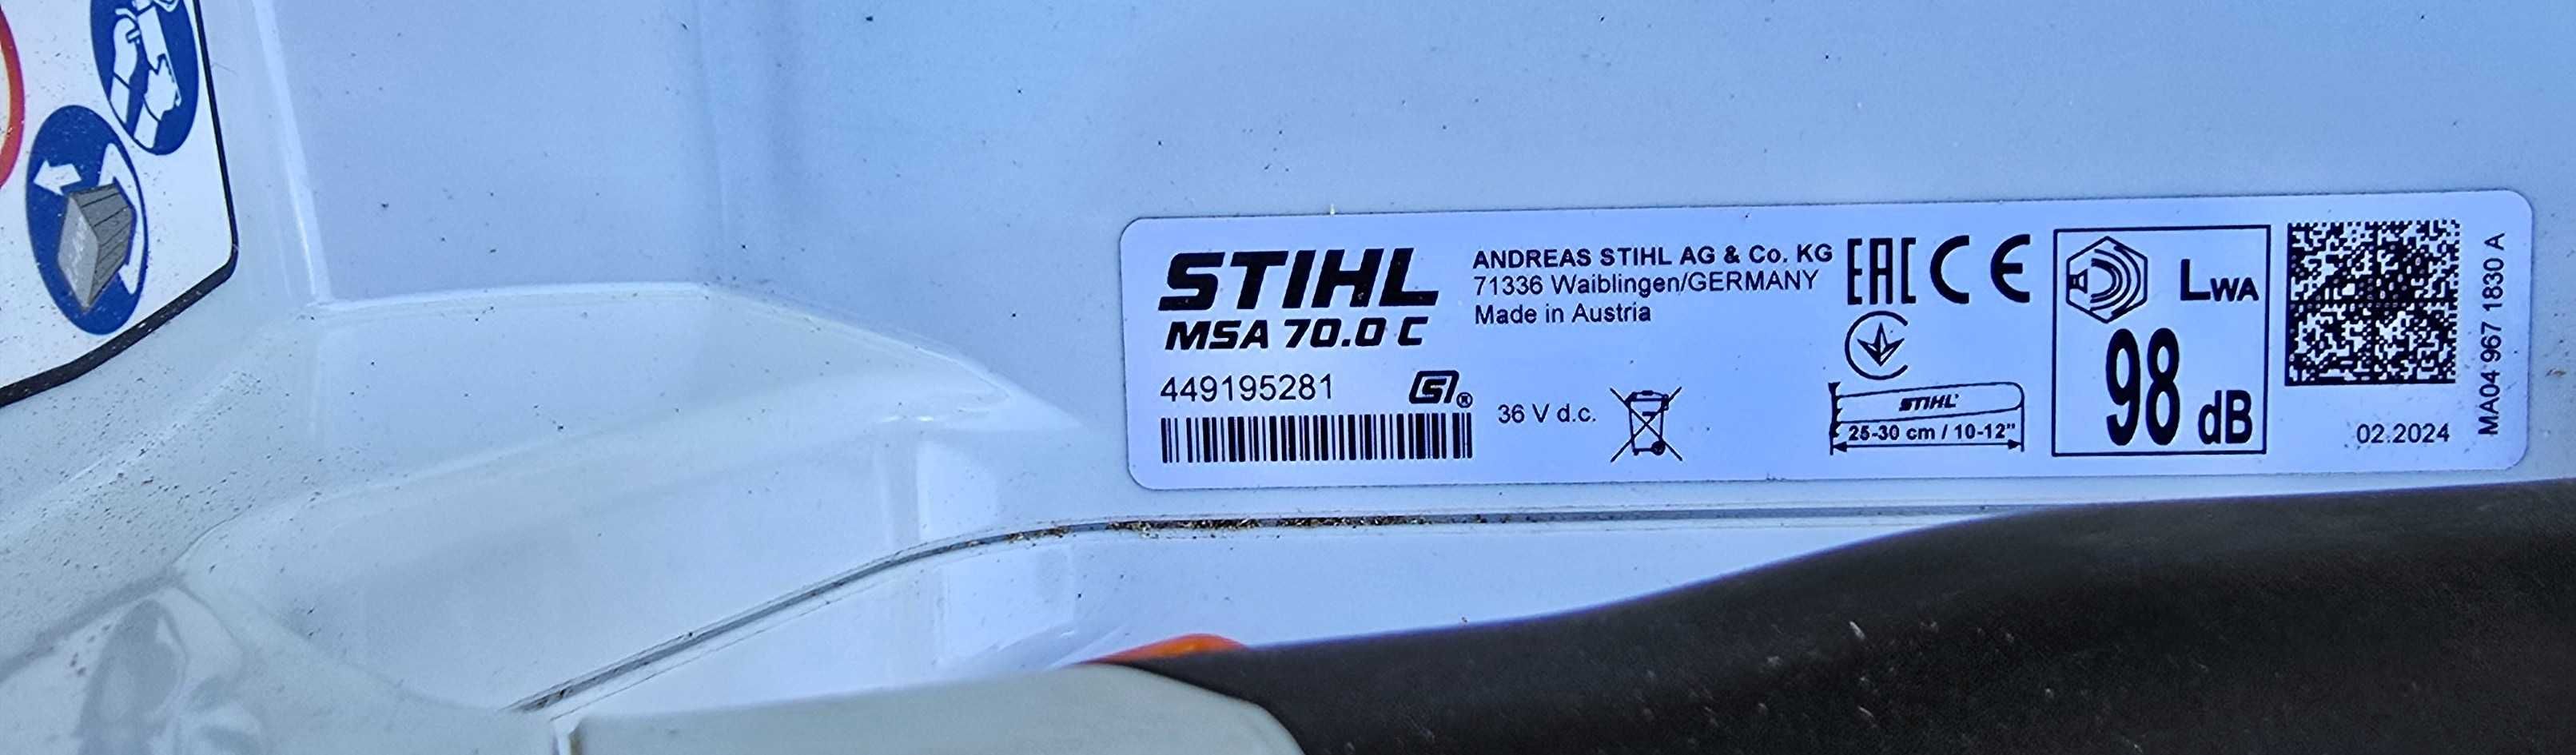 STIHL
MSA 70.0 C
449195281
ANDREAS STIHL AG & Co. KG
71336 Waiblingen/GERMANY
Made in Austria
36 V d.c.
EAC CE
STIHL
25-30 cm / 10-12"
LWA
98 dB
02.2024
MA04 967 1830 A